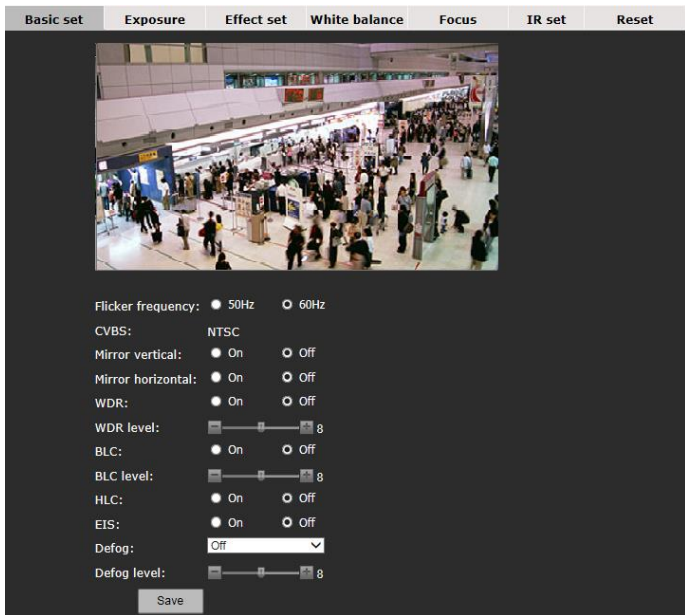 Basic set Exposure Effect set White balance Focus IR set Reset
Flicker frequency: 50Hz 60Hz
CVBS: NTSC
Mirror vertical: On Off
Mirror horizontal: On Off
WDR: On Off
WDR level: 8
BLC: On Off
BLC level: 8
HLC: On Off
EIS: On Off
Defog: Off
Defog level: 8
Save